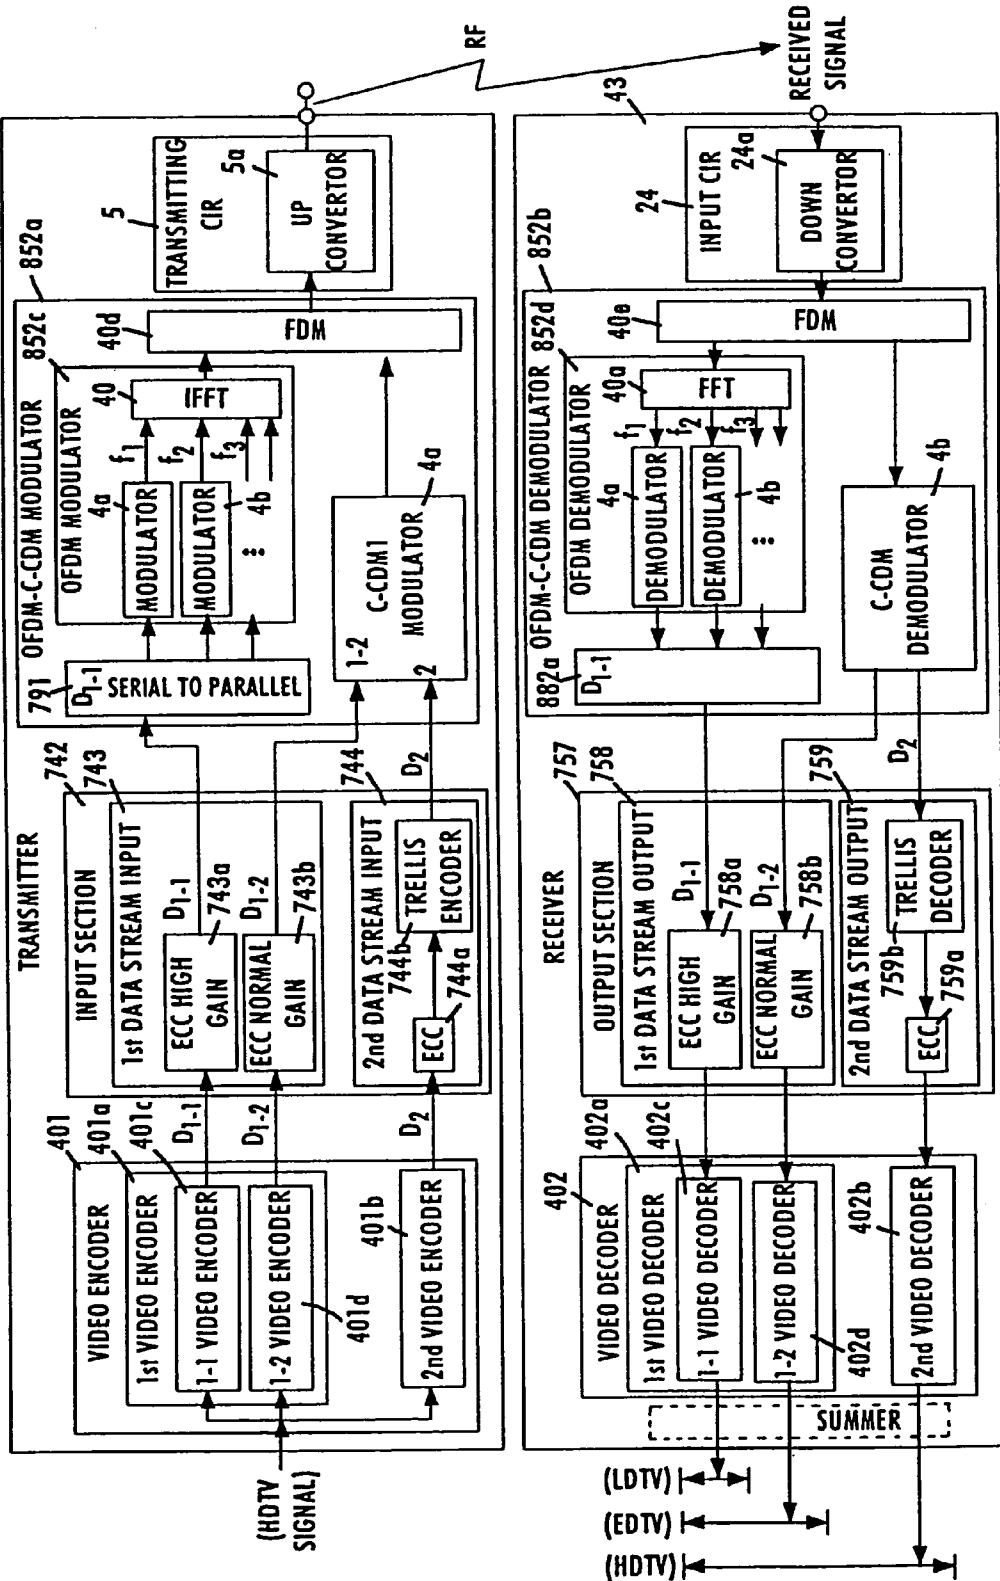 TRANSMITTER
(HDTV
SIGNAL)
VIDEO ENCODER
401
1st VIDEO ENCODER
401a
1-1 VIDEO ENCODER
401c
1-2 VIDEO ENCODER
401d
2nd VIDEO ENCODER
401b
D1-1
D1-2
D2
INPUT SECTION
742
1st DATA STREAM INPUT
743
ECC HIGH
GAIN
743a
ECC NORMAL
GAIN
743b
2nd DATA STREAM INPUT
744
ECC
744a
744b
TRELLIS
ENCODER
D1-1
D1-2
D2
OFDM-C-CDM MODULATOR
852a
791
D1-1
SERIAL TO PARALLEL
OFDM MODULATOR
852c
MODULATOR
4a
MODULATOR
4b
f1
f2
f3
40
IFFT
40d
FDM
1-2
2
C-CDM1
MODULATOR
4a
5
TRANSMITTING
CIR
5a
UP
CONVERTOR
RF
RECEIVER
RECEIVED
SIGNAL
43
24
INPUT CIR
24a
DOWN
CONVERTOR
OFDM-C-CDM DEMODULATOR
852b
OFDM DEMODULATOR
852d
40e
FDM
40a
FFT
f1
f2
f3
4a
DEMODULATOR
DEMODULATOR
4b
882a
D1-1
C-CDM
DEMODULATOR
4b
OUTPUT SECTION
757
1st DATA STREAM OUTPUT
758
D1-1
ECC HIGH
GAIN
758a
D1-2
ECC NORMAL
GAIN
758b
2nd DATA STREAM OUTPUT
759
D2
759b
TRELLIS
DECODER
ECC
759a
VIDEO DECODER
402
1st VIDEO DECODER
402a
1-1 VIDEO DECODER
402c
1-2 VIDEO DECODER
402d
2nd VIDEO DECODER
402b
SUMMER
(LDTV)
(EDTV)
(HDTV)